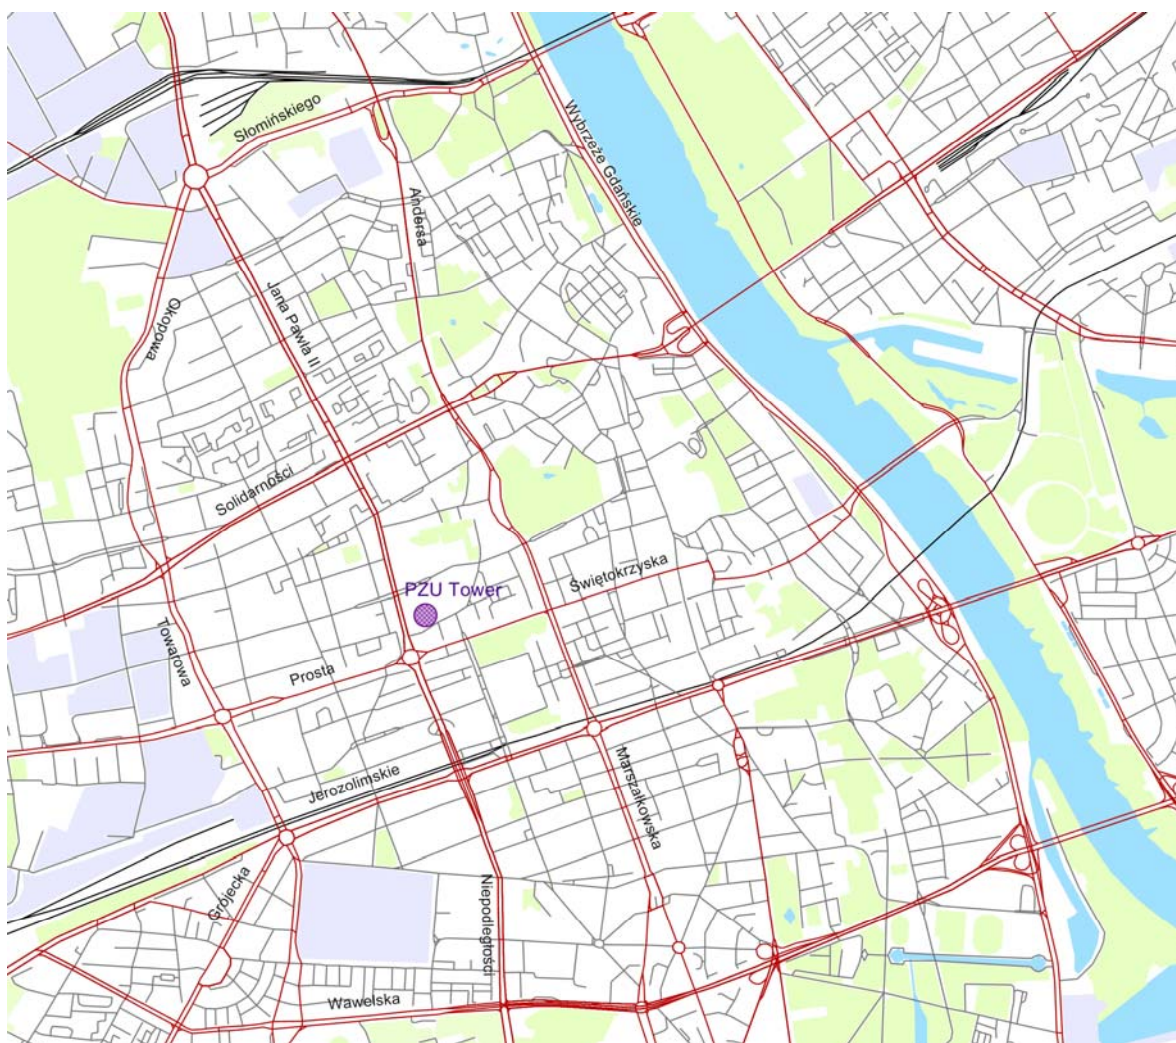 Słomińskiego
Wybrzeże Gdańskie
Andersa
Jana Pawła II
Okopowa
Solidarności
Świętokrzyska
PZU Tower
Towarowa
Prosta
Jerozolimskie
Marszałkowska
Grójecka
Niepodległości
Wawelska